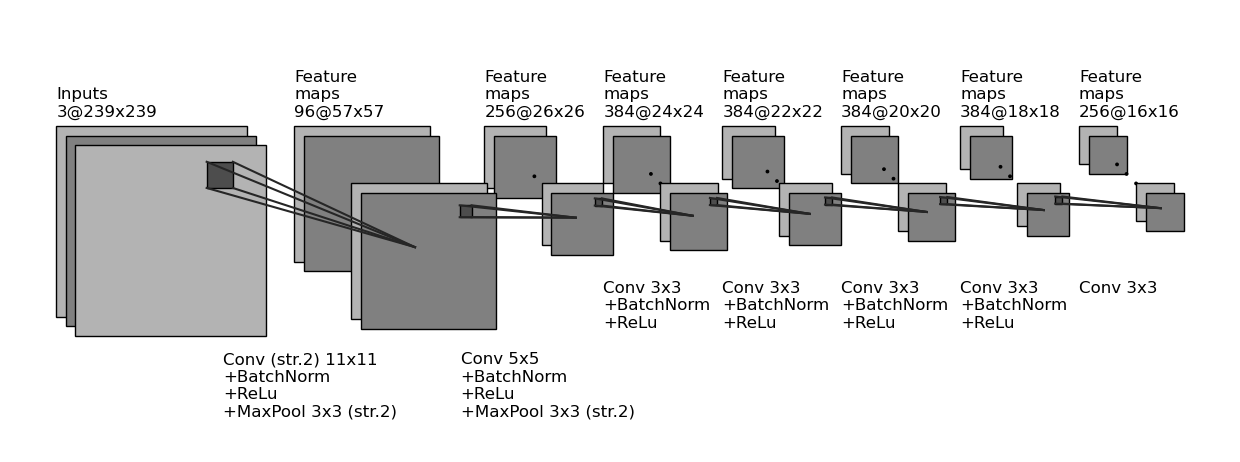 Inputs
3@239x239
Feature
maps
96@57x57
Feature
maps
256@26x26
Feature
maps
384@24x24
Feature
maps
384@22x22
Feature
maps
384@20x20
Feature
maps
384@18x18
Feature
maps
256@16x16
Conv (str.2) 11x11
+BatchNorm
+ReLu
+MaxPool 3x3 (str.2)
Conv 5x5
+BatchNorm
+ReLu
+MaxPool 3x3 (str.2)
Conv 3x3
+BatchNorm
+ReLu
Conv 3x3
+BatchNorm
+ReLu
Conv 3x3
+BatchNorm
+ReLu
Conv 3x3
+BatchNorm
+ReLu
Conv 3x3